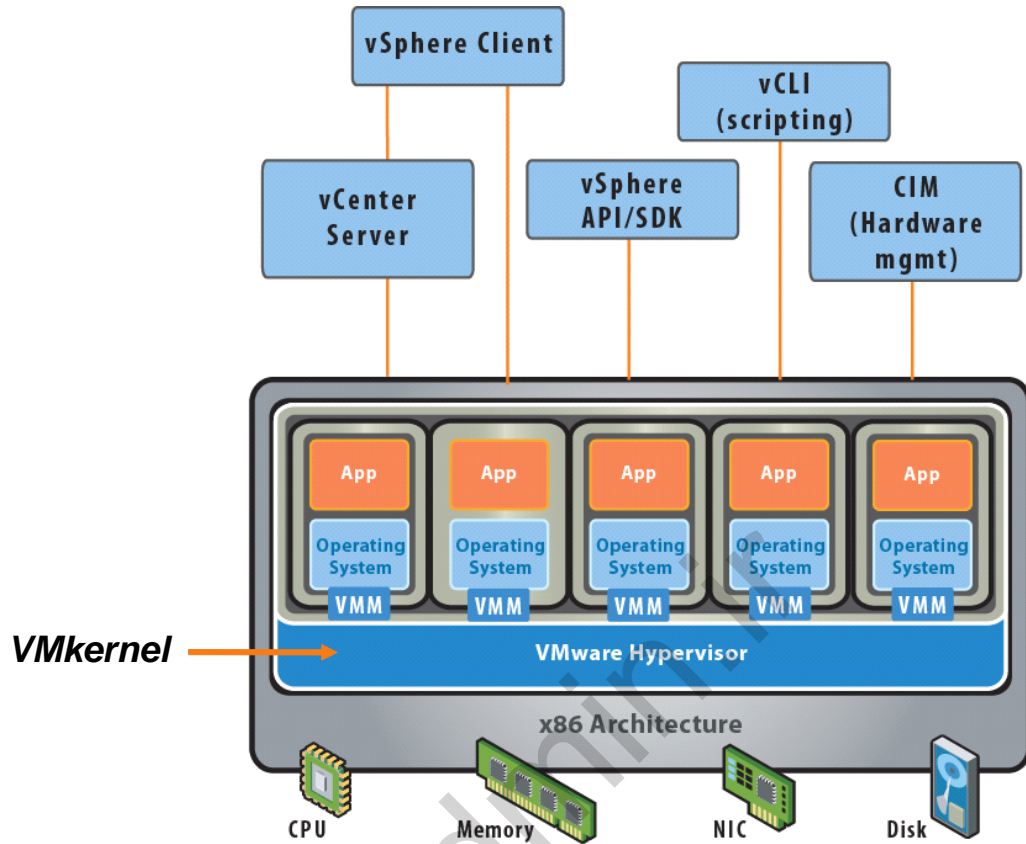 vSphere Client
vCLI
(scripting)
vCenter
Server
vSphere
API/SDK
CIM
(Hardware
mgmt)
App
App
App
App
App
Operating
System
Operating
System
Operating
System
Operating
System
Operating
System
VMM
VMM
VMM
VMM
VMM
VMkernel
VMware Hypervisor
x86 Architecture
CPU
Memory
NIC
Disk